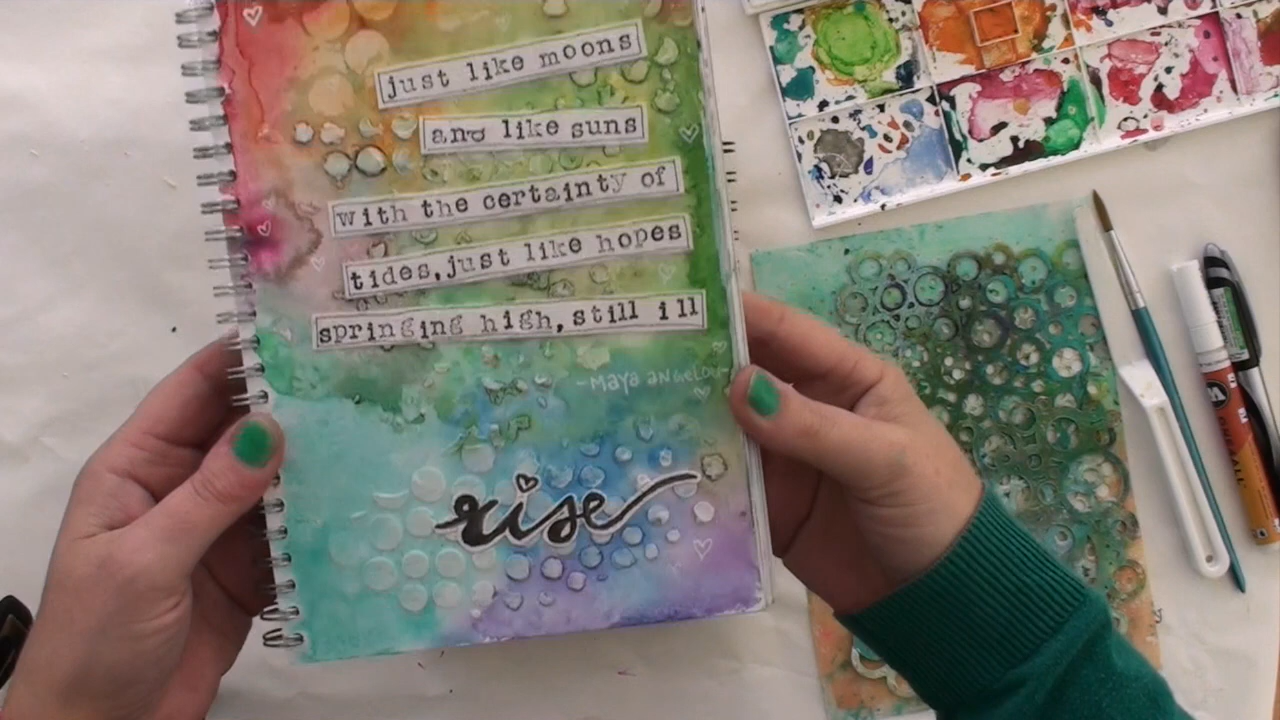 just like moons
and like suns
with the certainty of
tides,just like hopes
springing high,still ill
-Maya angelou-
rise